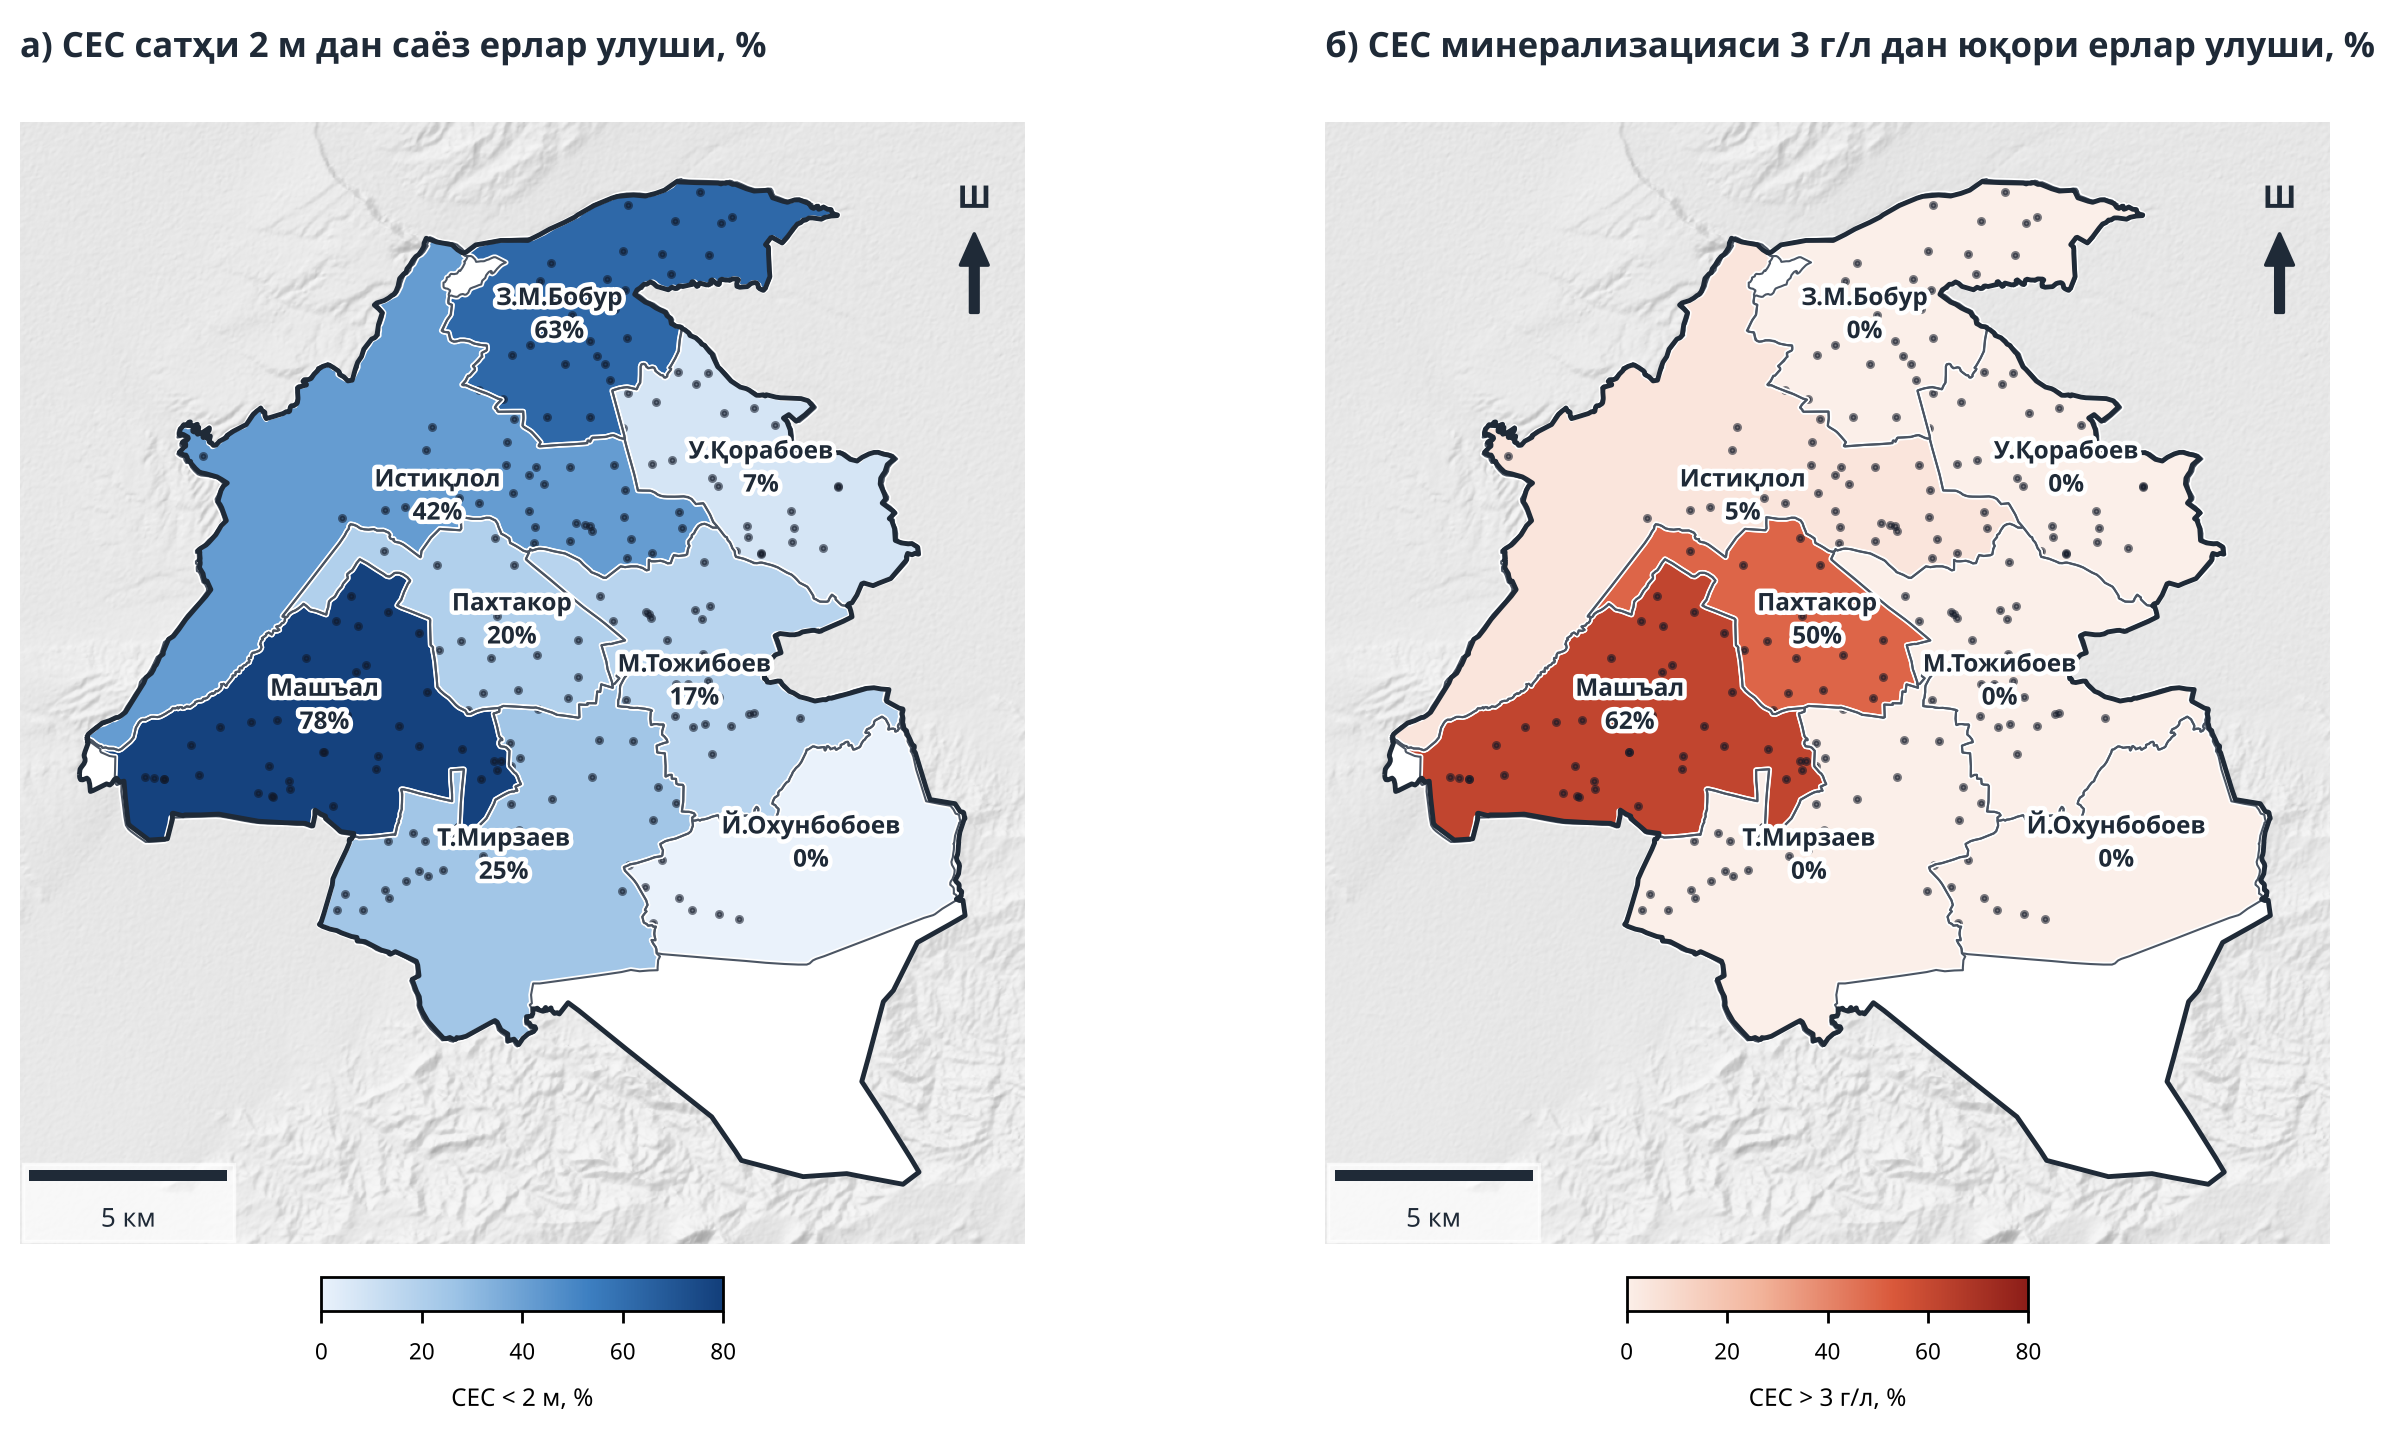 а) СЕС сатҳи 2 м дан саёз ерлар улуши, %
Ш
З.М.Бобур
63%
У.Қорабоев
7%
Истиқлол
42%
Пахтакор
20%
М.Тожибоев
17%
Машъал
78%
Т.Мирзаев
25%
Й.Охунбобоев
0%
5 км
0 20 40 60 80
СЕС < 2 м, %
б) СЕС минерализацияси 3 г/л дан юқори ерлар улуши, %
Ш
З.М.Бобур
0%
У.Қорабоев
0%
Истиқлол
5%
Пахтакор
50%
М.Тожибоев
0%
Машъал
62%
Т.Мирзаев
0%
Й.Охунбобоев
0%
5 км
0 20 40 60 80
СЕС > 3 г/л, %